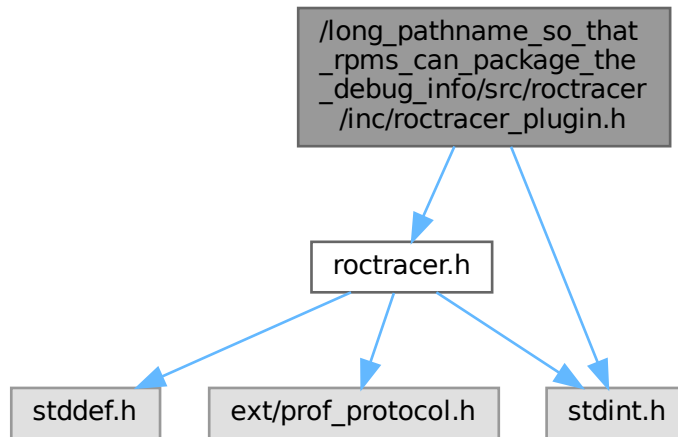 /long_pathname_so_that
_rpms_can_package_the
_debug_info/src/roctracer
/inc/roctracer_plugin.h
roctracer.h
stddef.h
ext/prof_protocol.h
stdint.h